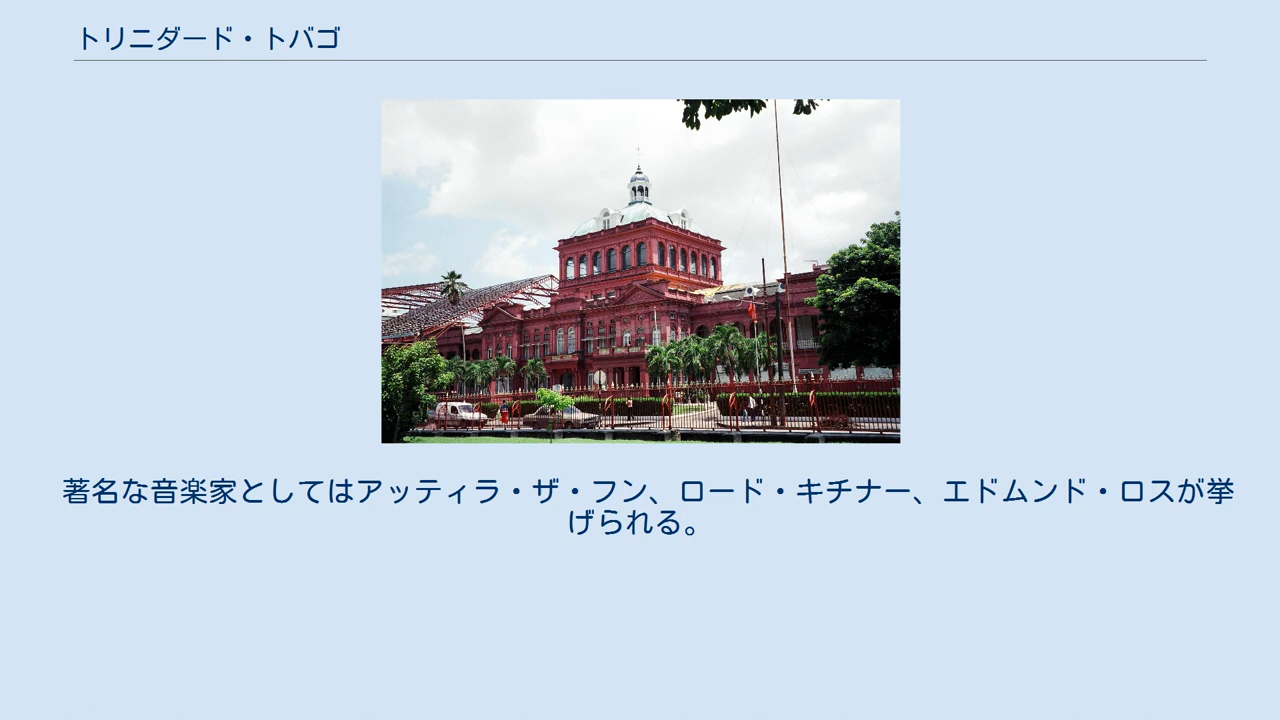 トリニダード・トバゴ
著名な音楽家としてはアッティラ・ザ・フン、ロード・キチナー、エドムンド・ロスが挙
げられる。